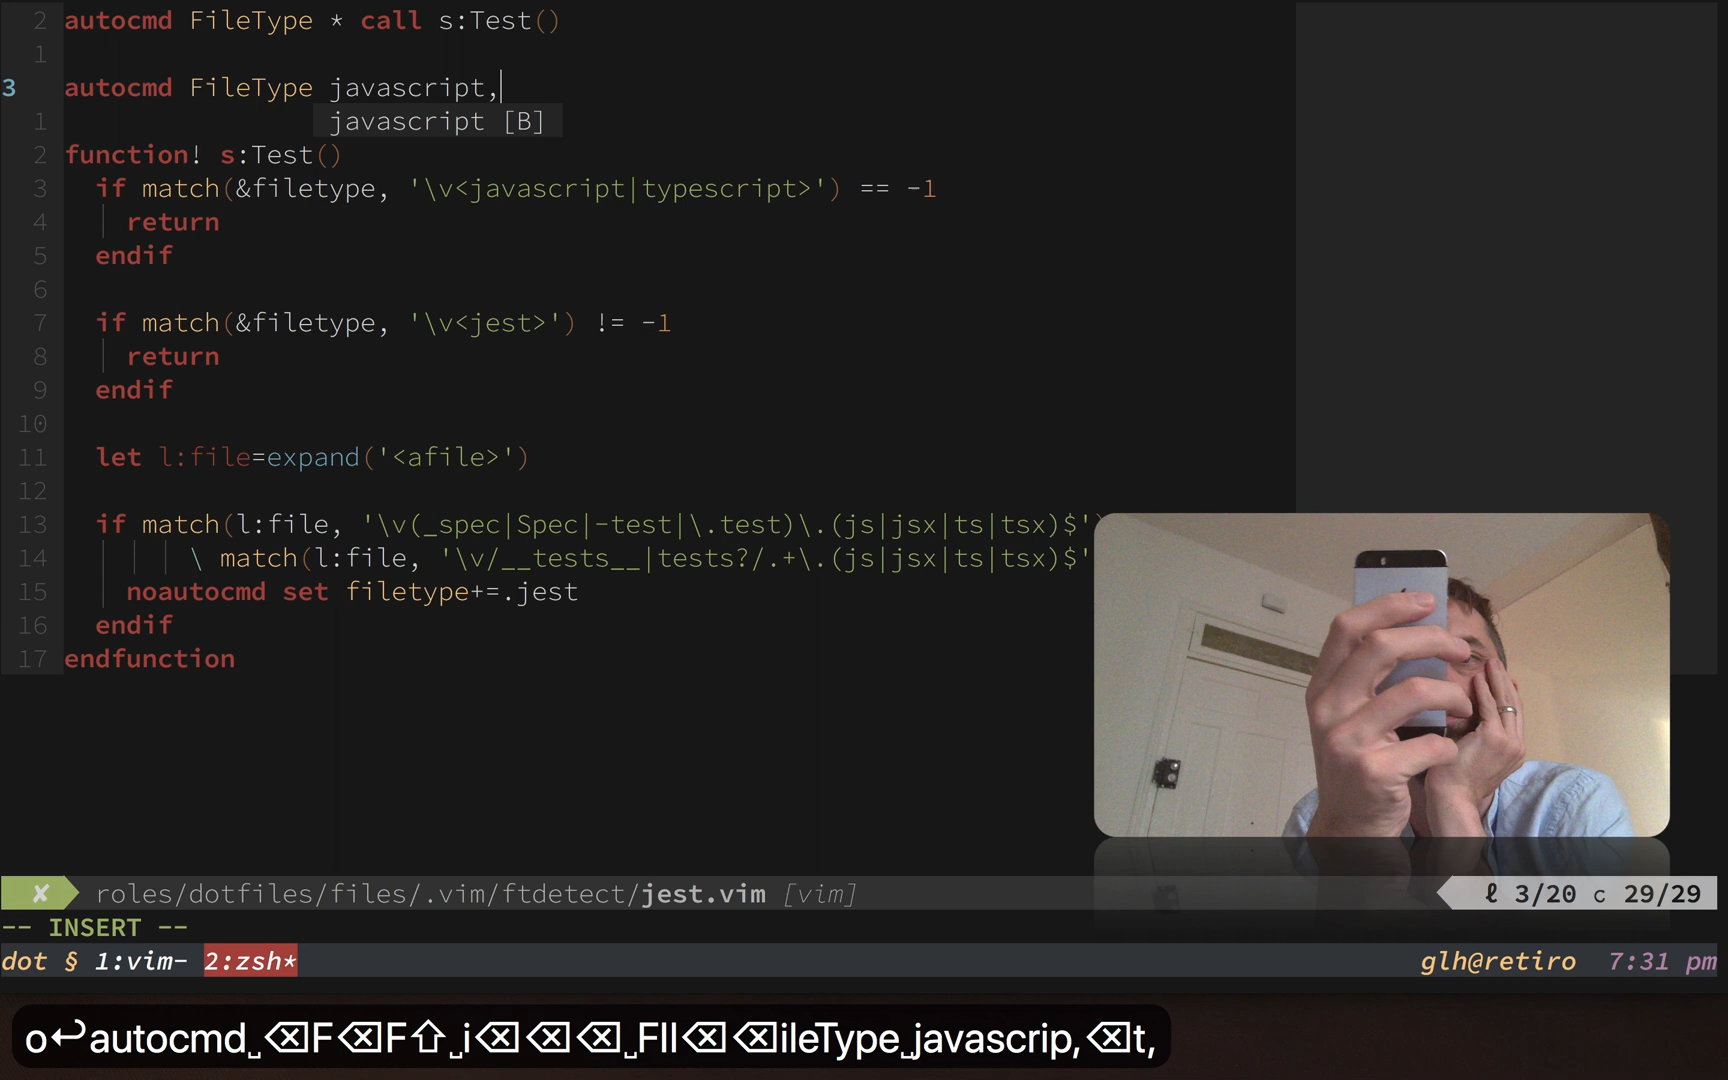 2 autocmd FileType * call s:Test()
1
3 autocmd FileType javascript,
1 javascript [B]
2 function! s:Test()
3 if match(&filetype, '\v<javascript|typescript>') == -1
4 return
5 endif
6
7 if match(&filetype, '\v<jest>') != -1
8 return
9 endif
10
11 let l:file=expand('<afile>')
12
13 if match(l:file, '\v(_spec|Spec|-test|\.test)\.(js|jsx|ts|tsx)$')
14 \ match(l:file, '\v/__tests__|tests?/.+\.(js|jsx|ts|tsx)$'
15 noautocmd set filetype+=.jest
16 endif
17 endfunction
✘ roles/dotfiles/files/.vim/ftdetect/jest.vim [vim] ℓ 3/20 c 29/29
-- INSERT --
dot § 1:vim- 2:zsh* glh@retiro 7:31 pm
o↩autocmd␣⌫F⌫F⇧␣i⌫⌫⌫␣FII⌫⌫ileType␣javascrip,⌫t,